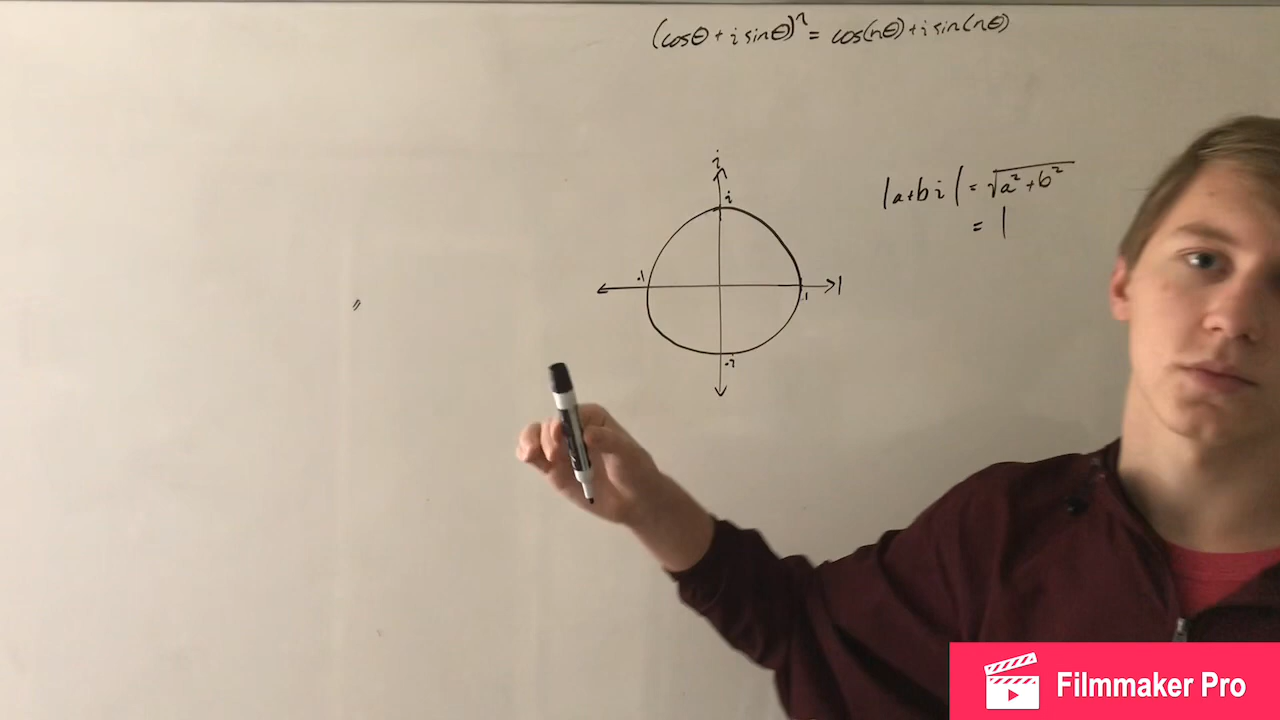 (cosθ + i sinθ)ⁿ = cos(nθ) + i sin(nθ)
i
i
|a+bi| = √a² + b²
= 1
-1
1
1
-i
Filmmaker Pro